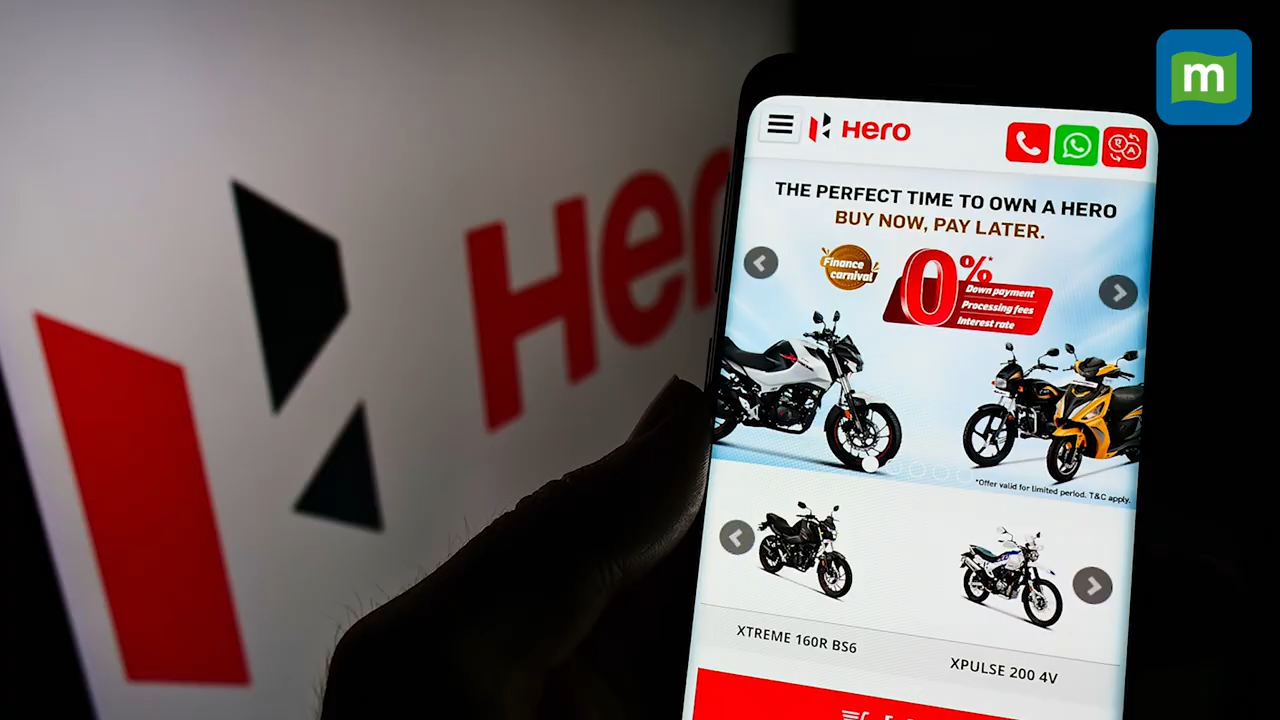 Hero
m
Hero
THE PERFECT TIME TO OWN A HERO
BUY NOW, PAY LATER.
Finance
carnival
0%*
Down payment
Processing fees
Interest rate
*Offer valid for limited period. T&C apply.
XTREME 160R BS6
XPULSE 200 4V